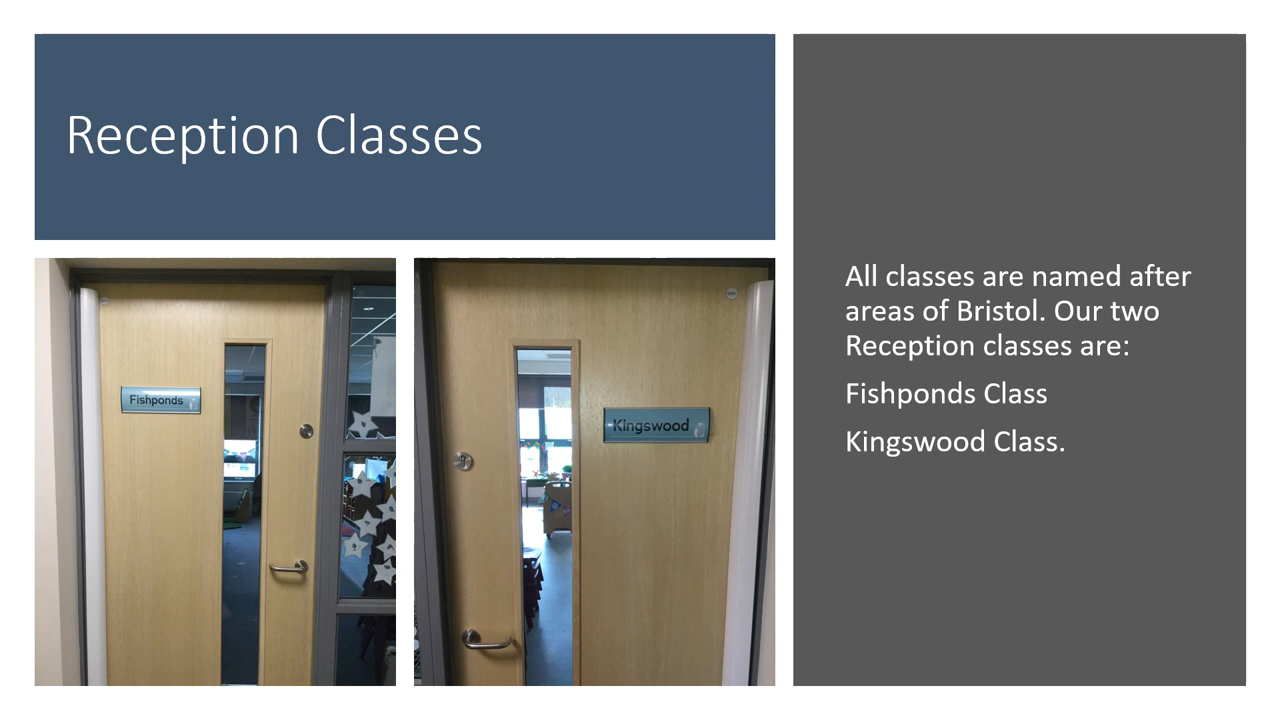 Reception Classes
Fishponds
Kingswood
All classes are named after
areas of Bristol. Our two
Reception classes are:
Fishponds Class
Kingswood Class.